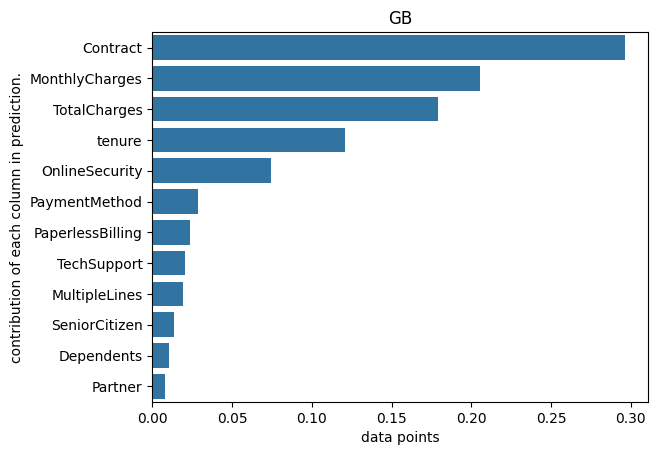 GB
contribution of each column in prediction.
Contract
MonthlyCharges
TotalCharges
tenure
OnlineSecurity
PaymentMethod
PaperlessBilling
TechSupport
MultipleLines
SeniorCitizen
Dependents
Partner
0.00 0.05 0.10 0.15 0.20 0.25 0.30
data points